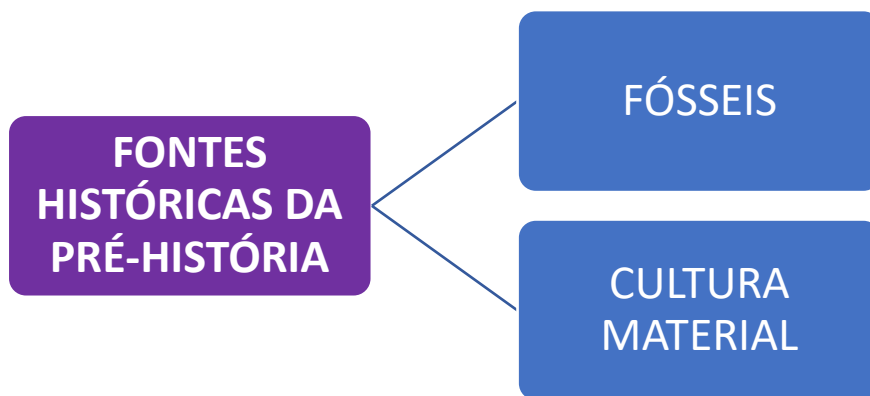 FONTES
HISTÓRICAS DA
PRÉ-HISTÓRIA
FÓSSEIS
CULTURA
MATERIAL